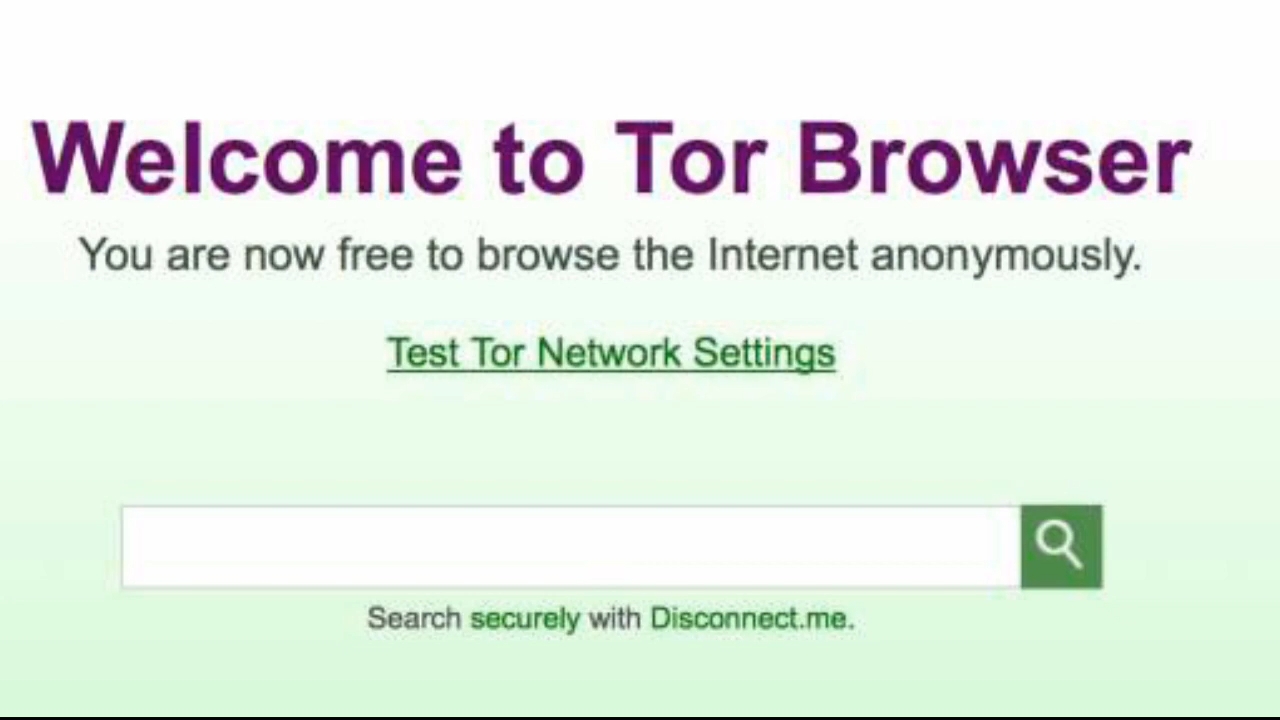 Welcome to Tor Browser
You are now free to browse the Internet anonymously.
Test Tor Network Settings
Search securely with Disconnect.me.